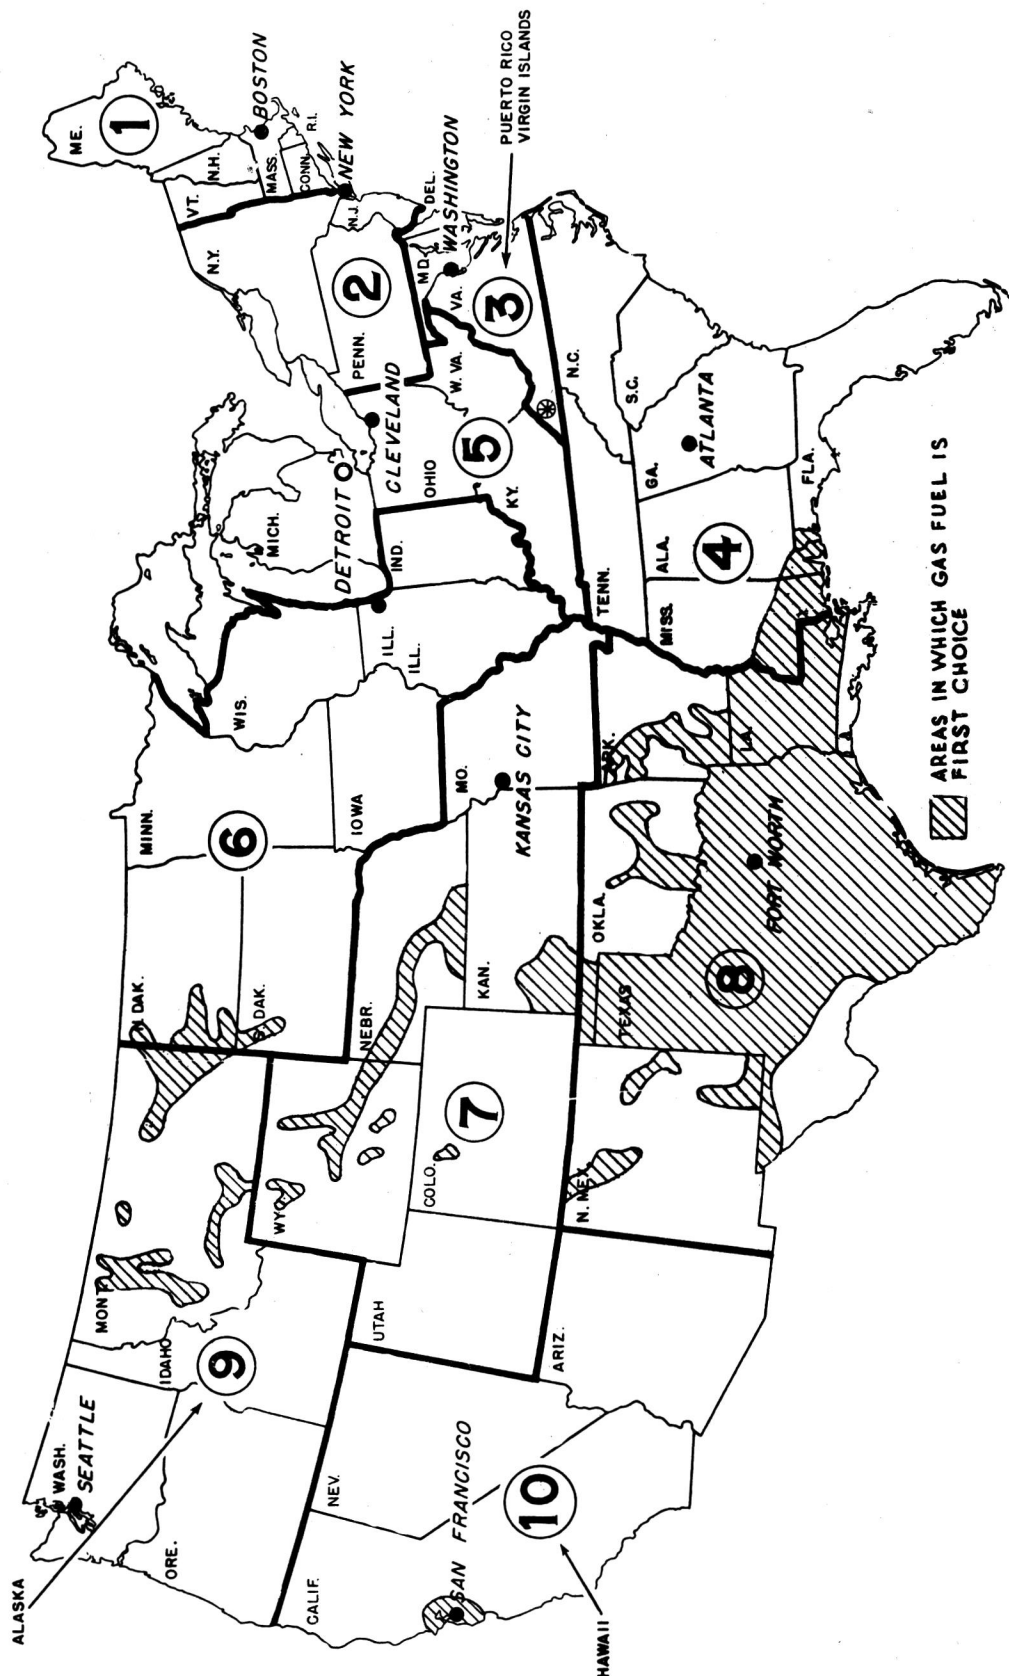 ALASKA
WASH.
SEATTLE
ORE.
IDAHO
9
MONT.
N. DAK.
S. DAK.
MINN.
6
WIS.
MICH.
DETROIT
N.Y.
VT.
N.H.
ME.
1
MASS.
BOSTON
CONN.
R.I.
NEW YORK
N.J.
PENN.
2
CLEVELAND
OHIO
IND.
ILL.
ILL.
IOWA
NEBR.
WYO.
UTAH
NEV.
CALIF.
SAN FRANCISCO
10
HAWAII
ARIZ.
COLO.
7
KAN.
MO.
KANSAS CITY
KY.
5
W. VA.
MD.
DEL.
WASHINGTON
VA.
3
PUERTO RICO
VIRGIN ISLANDS
N.C.
TENN.
ARK.
OKLA.
N. MEX.
TEXAS
8
FORT WORTH
LA.
MISS.
ALA.
4
GA.
ATLANTA
S.C.
FLA.
AREAS IN WHICH GAS FUEL IS
FIRST CHOICE